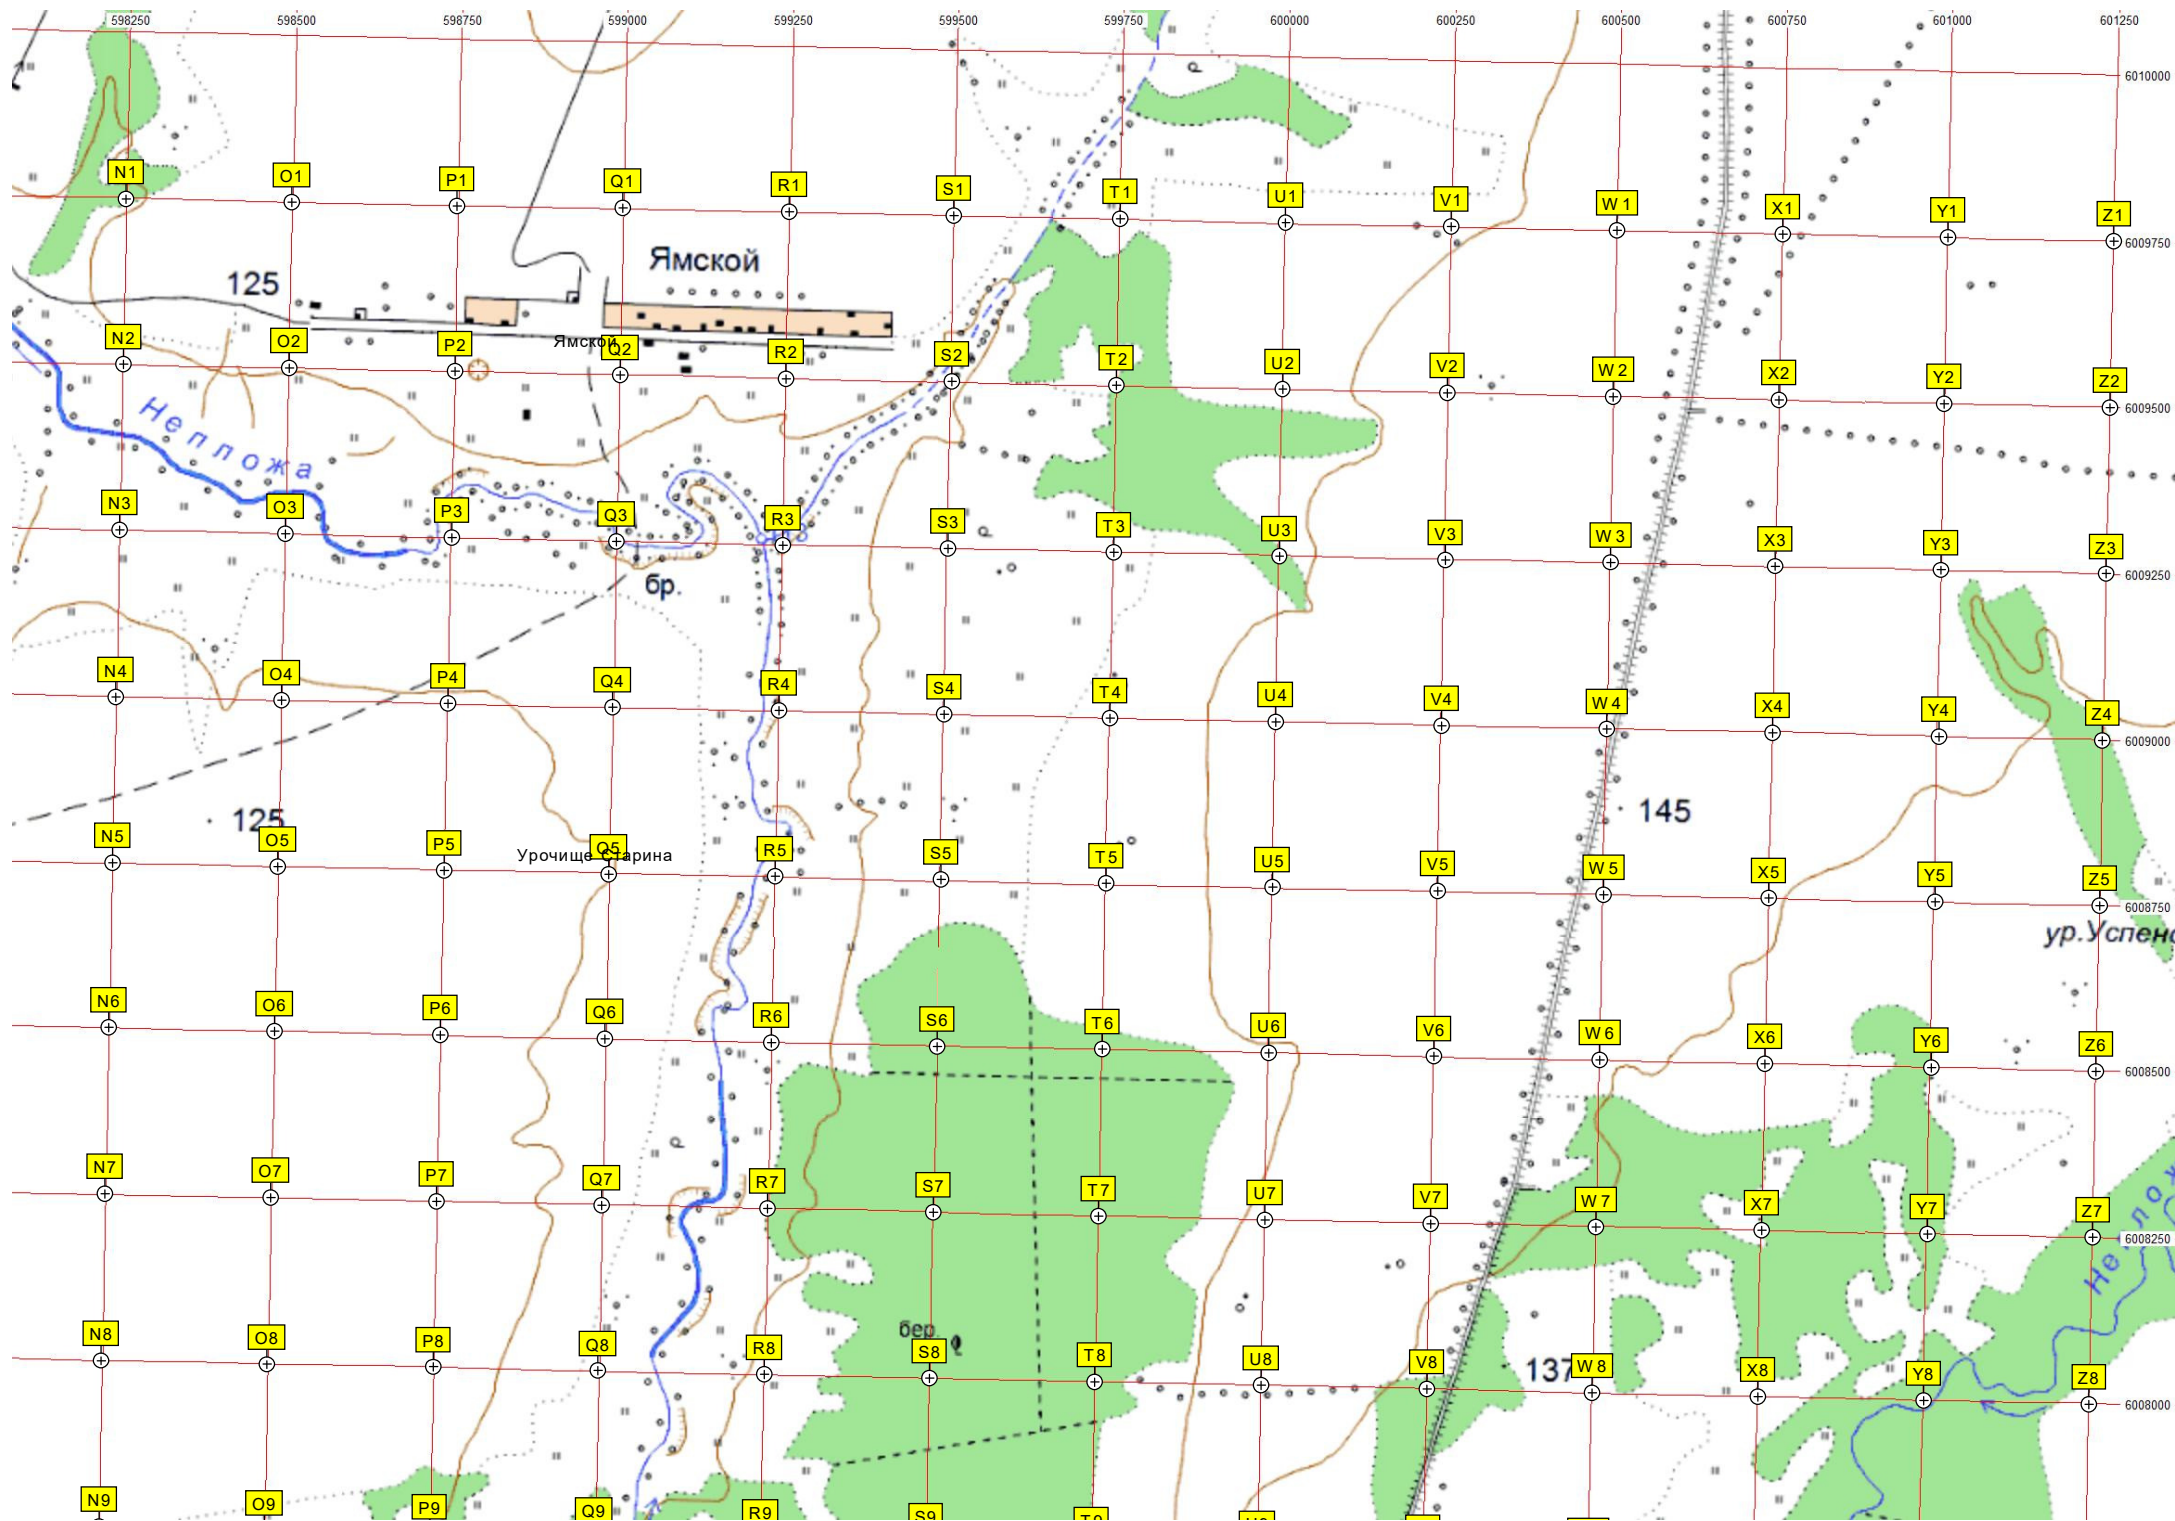 598250 598500 598750 599000 599250 599500 599750 600000 600250 600500 600750 601000 601250
6010000
N1 O1 P1 Q1 R1 S1 T1 U1 V1 W1 X1 Y1 Z1
6009750
Ямской
125
Ямской
N2 O2 P2 Q2 R2 S2 T2 U2 V2 W2 X2 Y2 Z2
6009500
Непложа
N3 O3 P3 Q3 R3 S3 T3 U3 V3 W3 X3 Y3 Z3
6009250
бр.
N4 O4 P4 Q4 R4 S4 T4 U4 V4 W4 X4 Y4 Z4
6009000
125
145
N5 O5 P5 Q5 R5 S5 T5 U5 V5 W5 X5 Y5 Z5
Урочище Старина
6008750
ур.Успенс
N6 O6 P6 Q6 R6 S6 T6 U6 V6 W6 X6 Y6 Z6
6008500
N7 O7 P7 Q7 R7 S7 T7 U7 V7 W7 X7 Y7 Z7
6008250
Неплож
бер.
N8 O8 P8 Q8 R8 S8 T8 U8 V8 W8 X8 Y8 Z8
137
6008000
N9 O9 P9 Q9 R9 S9